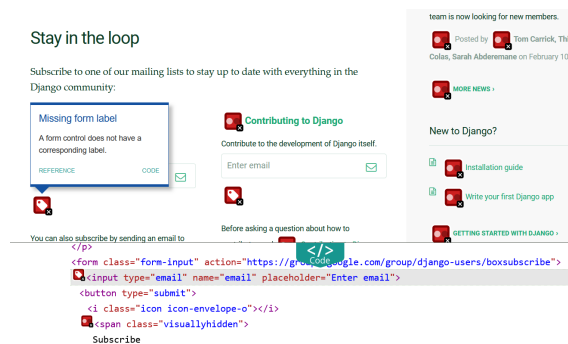 team is now looking for new members.
Stay in the loop
Posted by Tom Carrick, Thi
Colas, Sarah Abderemane on February 10
Subscribe to one of our mailing lists to stay up to date with everything in the
Django community:
MORE NEWS ›
Missing form label
A form control does not have a
corresponding label.
REFERENCE CODE
Contributing to Django
Contribute to the development of Django itself.
Enter email
New to Django?
Installation guide
Write your first Django app
Before asking a question about how to
You can also subscribe by sending an email to
GETTING STARTED WITH DJANGO ›
</>
Code
</p>
<form class="form-input" action="https://groups.google.com/group/django-users/boxsubscribe">
<input type="email" name="email" placeholder="Enter email">
<button type="submit">
<i class="icon icon-envelope-o"></i>
<span class="visuallyhidden">
Subscribe